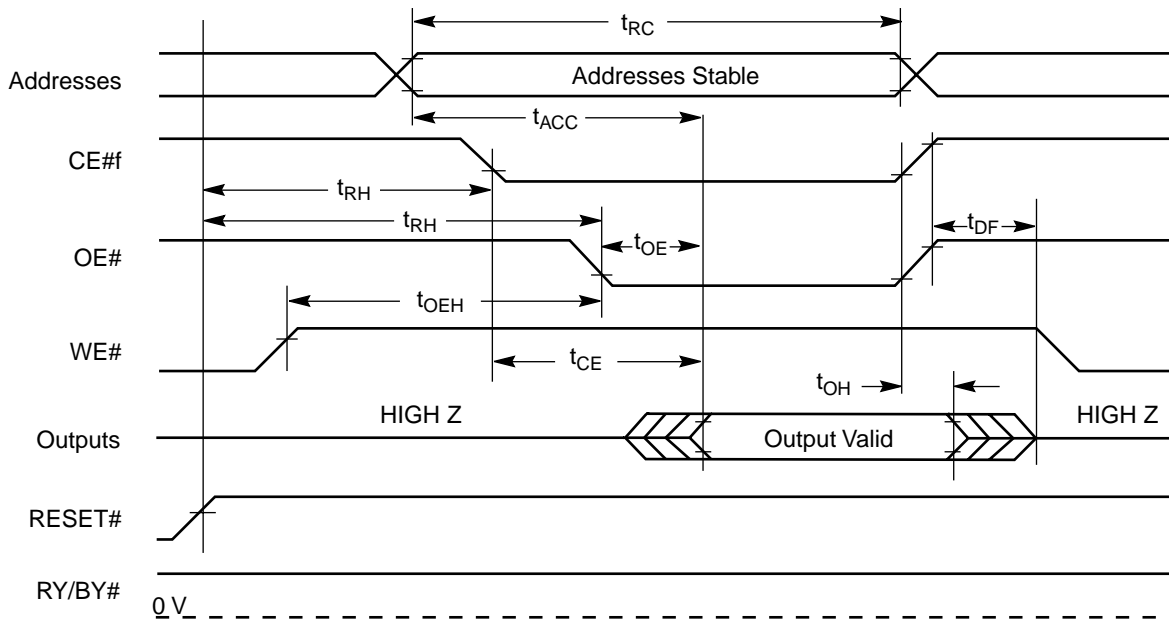 tRC
Addresses
Addresses Stable
tACC
CE#f
tRH
tRH
tDF
OE#
tOE
tOEH
WE#
tCE
tOH
HIGH Z
HIGH Z
Outputs
Output Valid
RESET#
RY/BY#
0 V